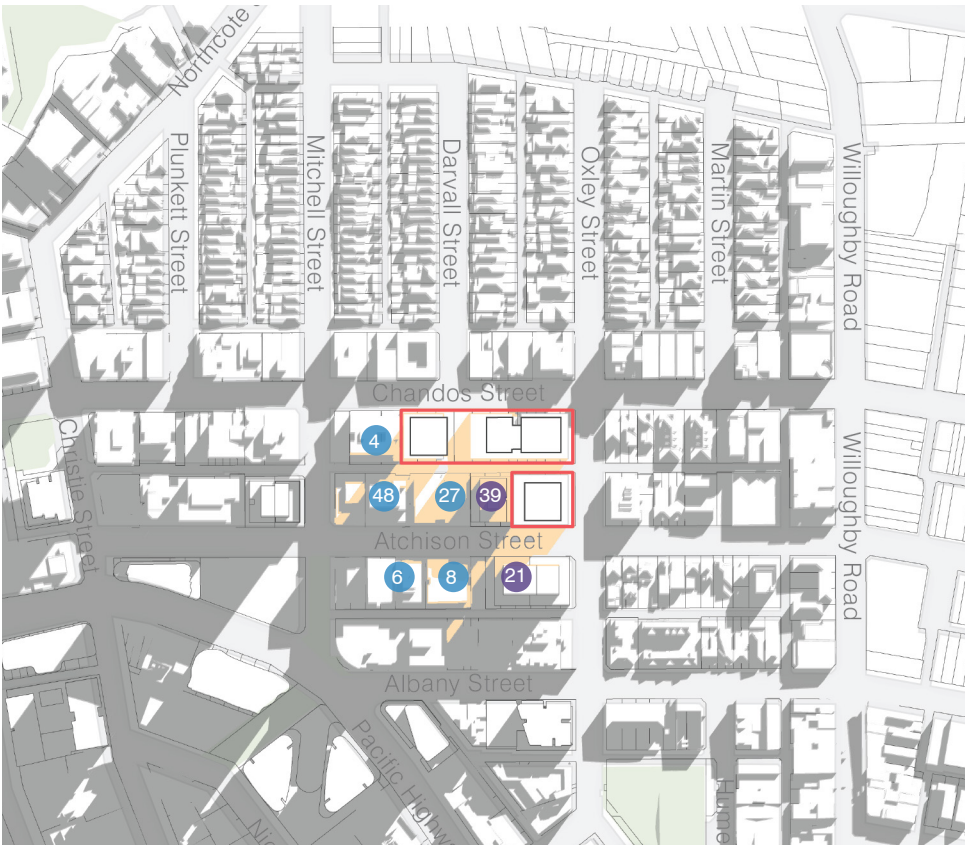 Northcote
Plunkett Street
Mitchell Street
Darvall Street
Oxley Street
Martin Street
Willoughby Road
Chandos Street
Christie Street
4
48
27
39
Willoughby Road
Atchison Street
6
8
21
Albany Street
Pacific
Hume